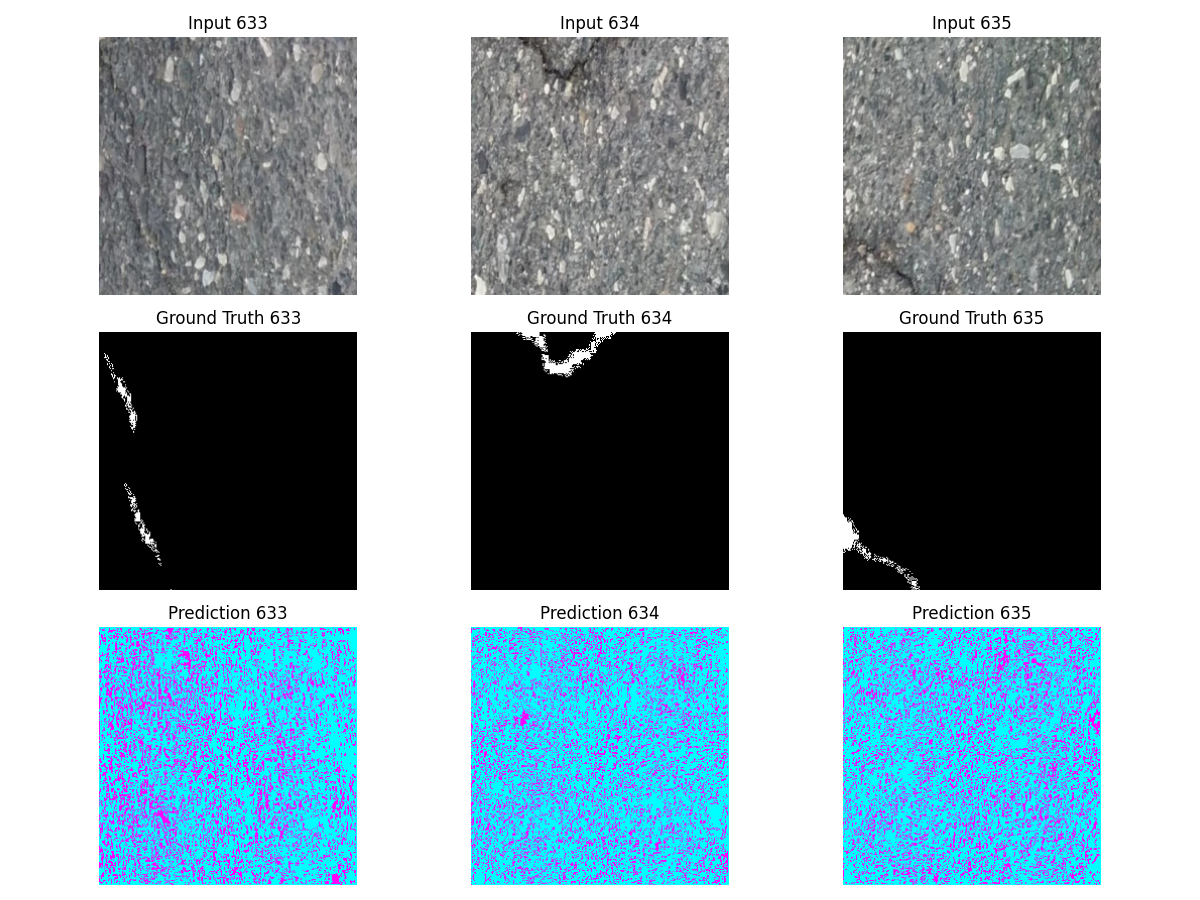 Input 633
Input 634
Input 635
Ground Truth 633
Ground Truth 634
Ground Truth 635
Prediction 633
Prediction 634
Prediction 635